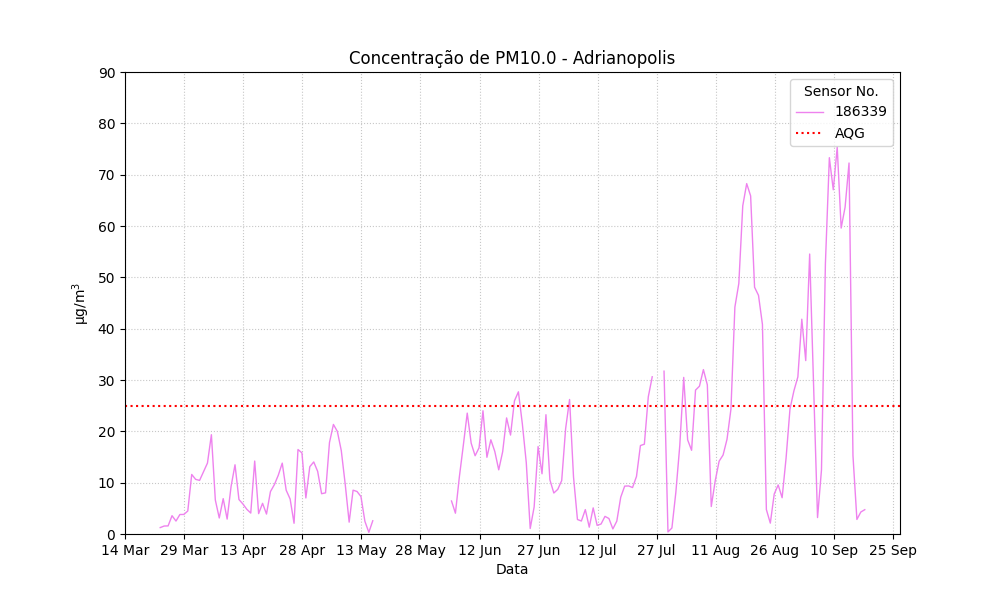 Concentração de PM10.0 - Adrianopolis
Sensor No.
186339
AQG
90
80
70
60
50
40
30
20
10
0
µg/m³
14 Mar 29 Mar 13 Apr 28 Apr 13 May 28 May 12 Jun 27 Jun 12 Jul 27 Jul 11 Aug 26 Aug 10 Sep 25 Sep
Data